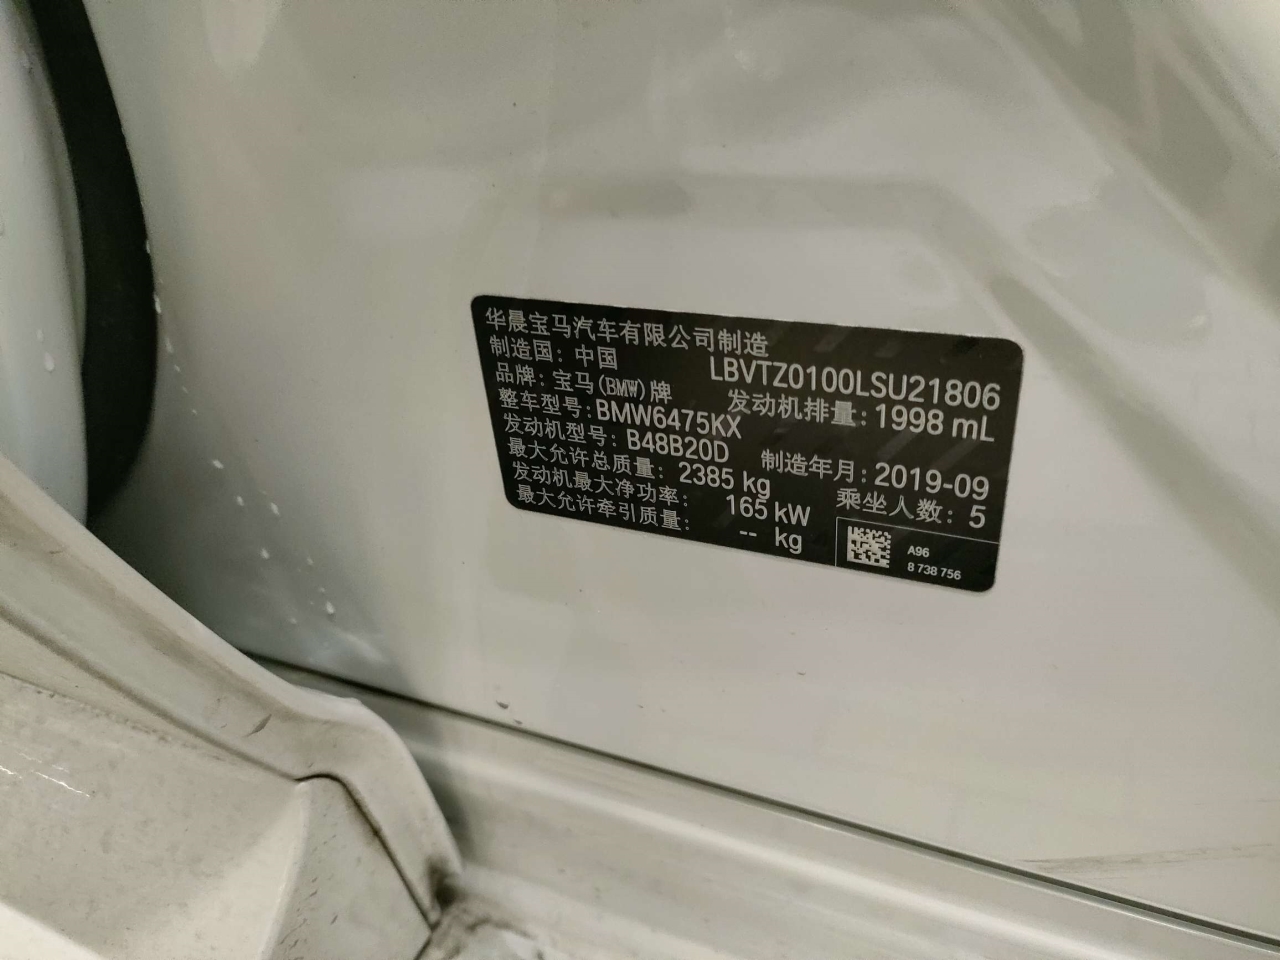 华晨宝马汽车有限公司制造
制造国: 中国 LBVTZ0100LSU21806
品牌: 宝马(BMW)牌 发动机排量: 1998 mL
整车型号: BMW6475KX
发动机型号: B48B20D 制造年月: 2019-09
最大允许总质量: 2385 kg 乘坐人数: 5
发动机最大净功率: 165 kW
最大允许牵引质量: -- kg
A96
8 738 756